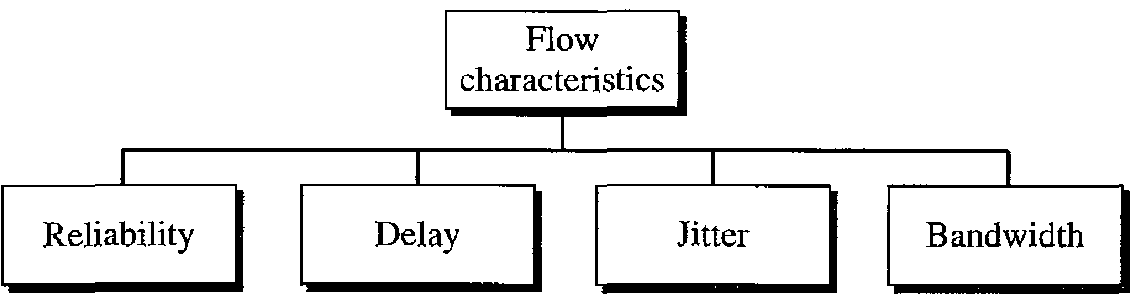 Flow
characteristics
Reliability
Delay
Jitter
Bandwidth